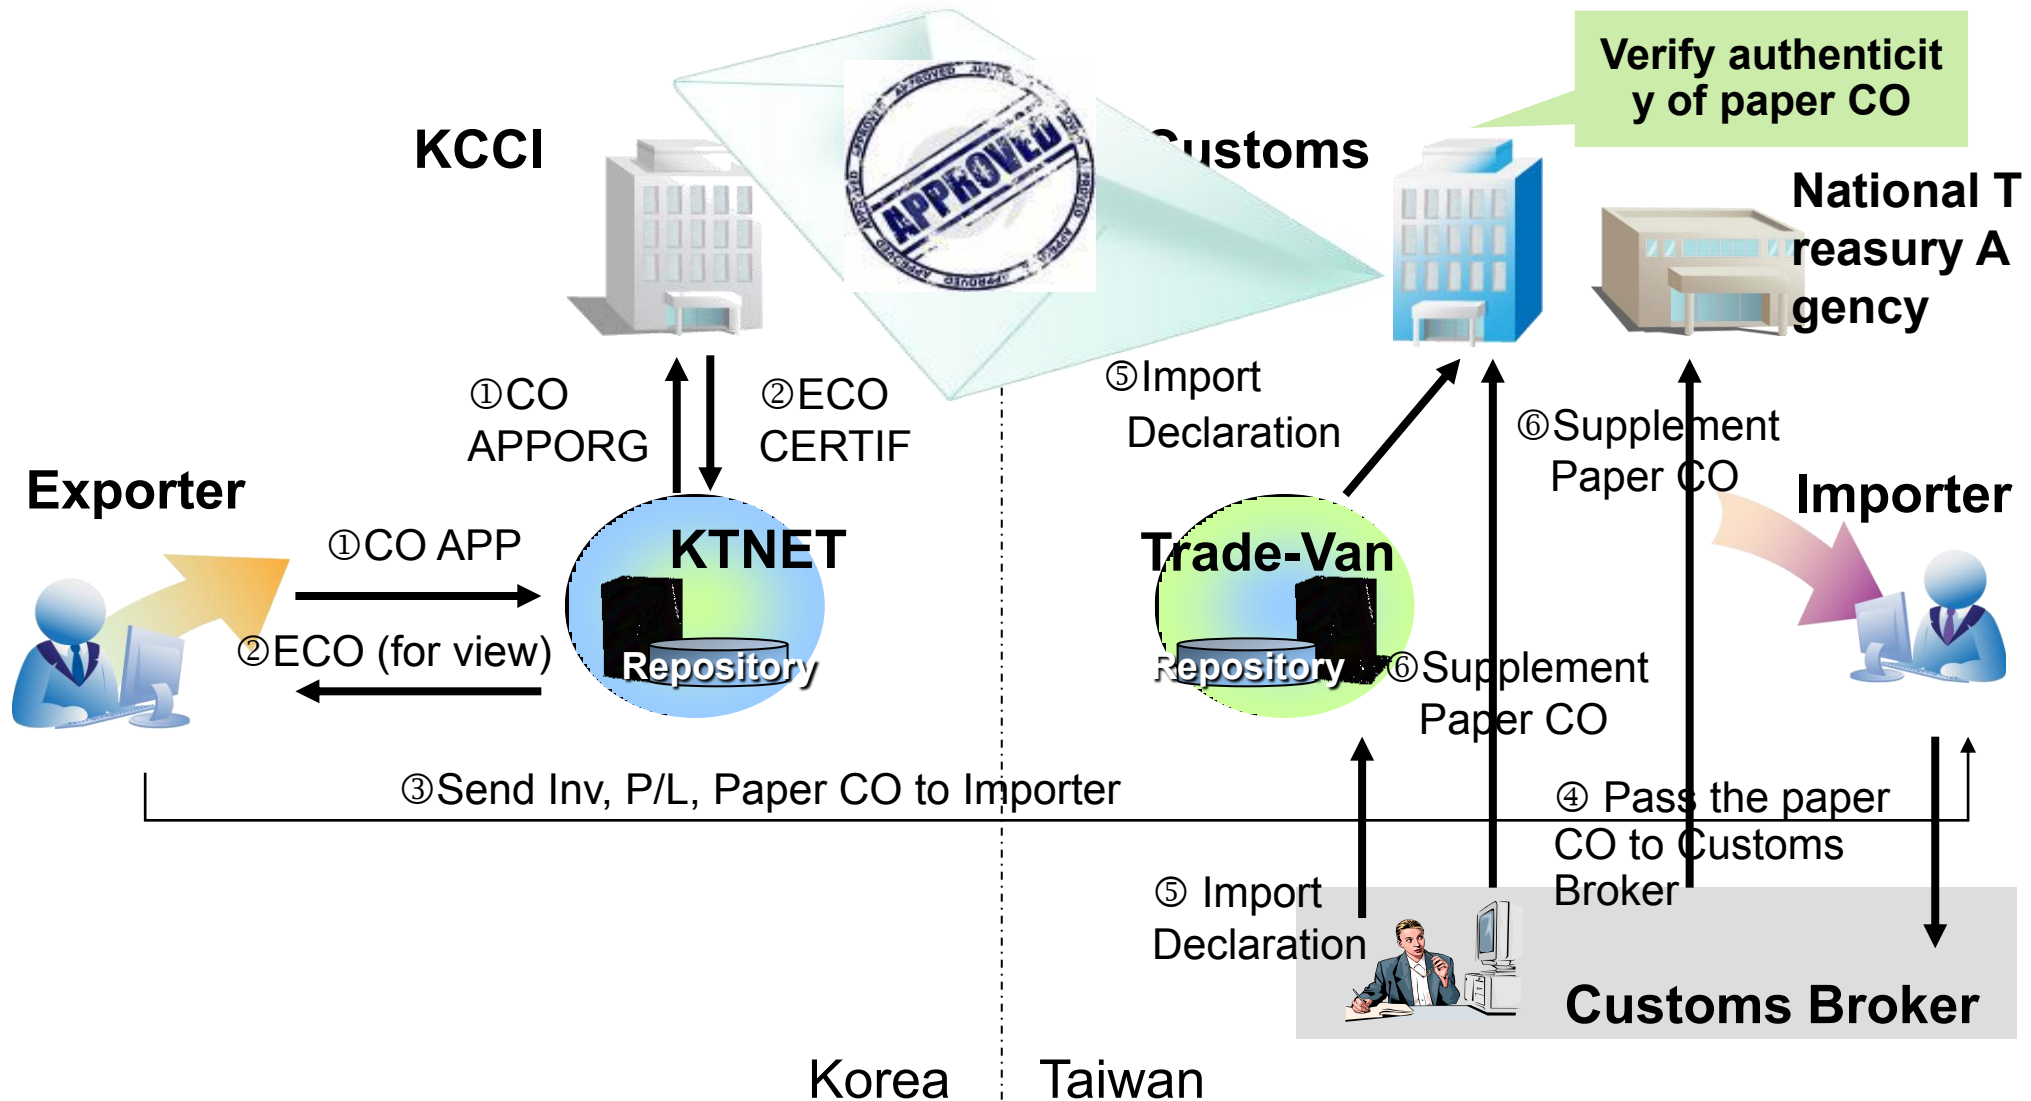 Verify authenticit
y of paper CO
KCCI
APPROVED
Customs
National T
reasury A
gency
①CO
APPORG
②ECO
CERTIF
⑤Import
Declaration
⑥Supplement
Paper CO
Exporter
Importer
①CO APP
KTNET
Trade-Van
②ECO (for view)
Repository
Repository
⑥Supplement
Paper CO
③Send Inv, P/L, Paper CO to Importer
④ Pass the paper
CO to Customs
Broker
⑤ Import
Declaration
Customs Broker
Korea
Taiwan